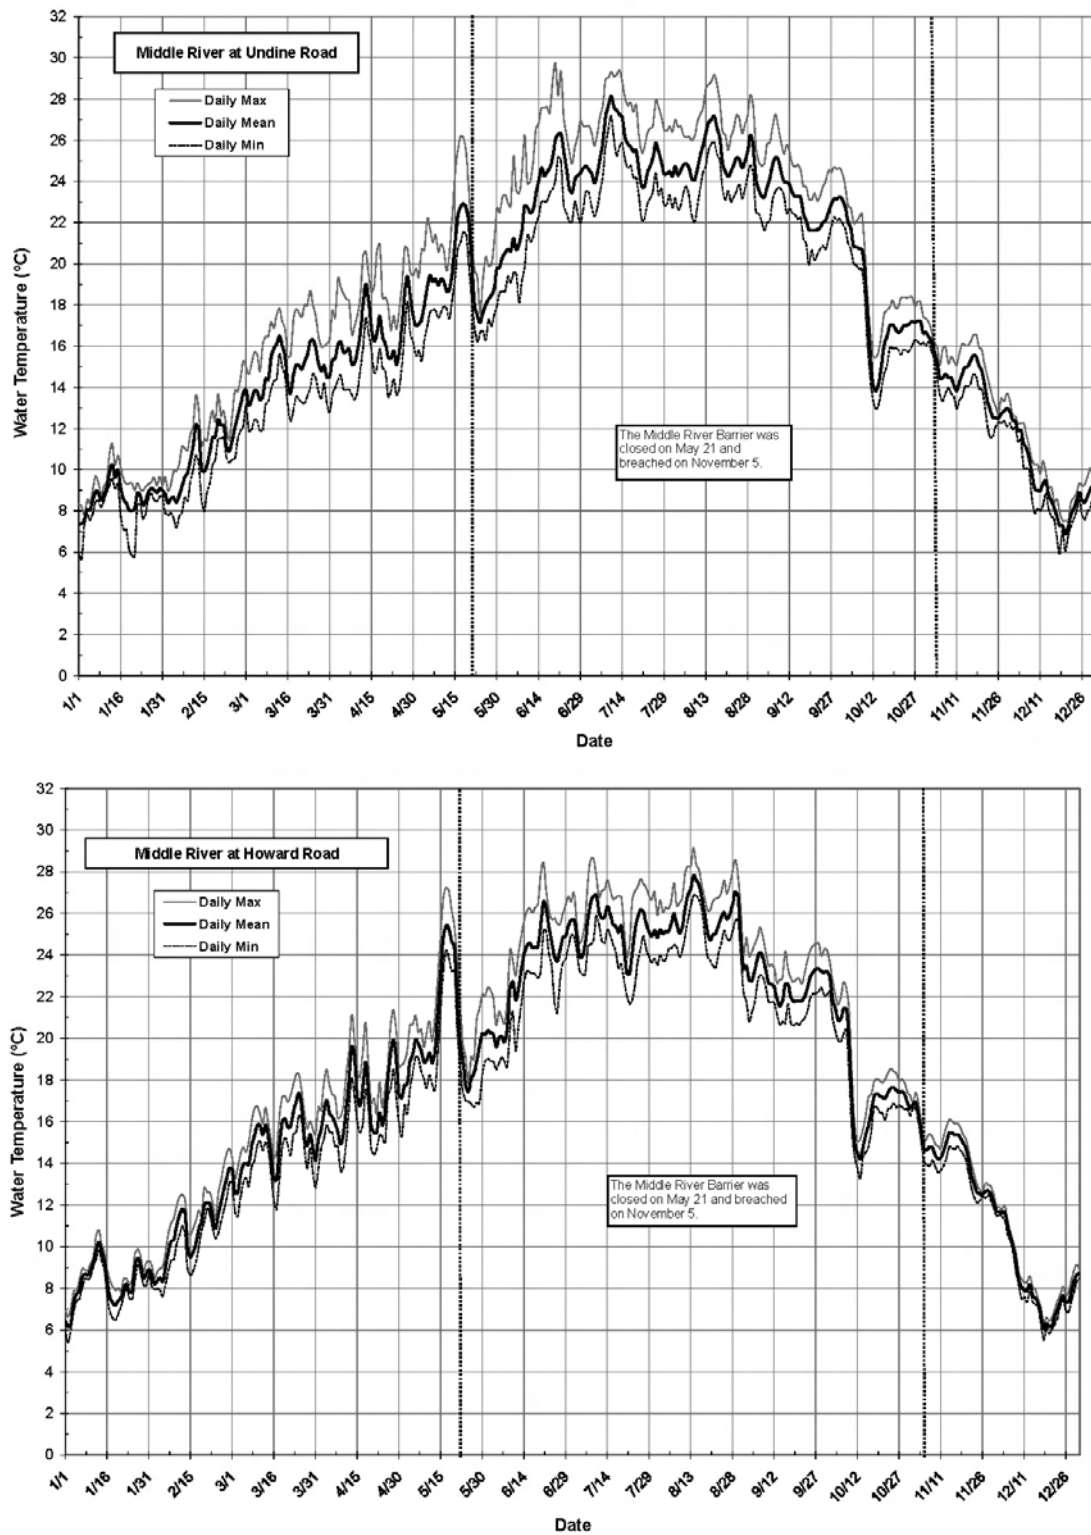 32
30
28
26
24
22
20
18
16
14
12
10
8
6
4
2
0
Water Temperature (°C)
Middle River at Undine Road
Daily Max
Daily Mean
Daily Min
The Middle River Barrier was
closed on May 21 and
breached on November 5.
1/1 1/16 1/31 2/15 3/1 3/16 3/31 4/15 4/30 5/15 5/30 6/14 6/29 7/14 7/29 8/13 8/28 9/12 9/27 10/12 10/27 11/11 11/26 12/11 12/26
Date
32
30
28
26
24
22
20
18
16
14
12
10
8
6
4
2
0
Water Temperature (°C)
Middle River at Howard Road
Daily Max
Daily Mean
Daily Min
The Middle River Barrier was
closed on May 21 and breached
on November 5.
1/1 1/16 1/31 2/15 3/1 3/16 3/31 4/15 4/30 5/15 5/30 6/14 6/29 7/14 7/29 8/13 8/28 9/12 9/27 10/12 10/27 11/11 11/26 12/11 12/26
Date